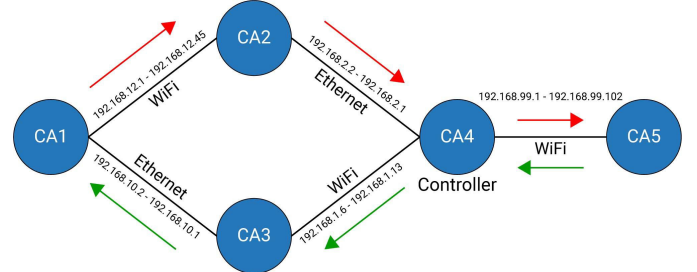 CA2
192.168.12.1 - 192.168.12.45
WiFi
192.168.2.2 - 192.168.2.1
Ethernet
192.168.99.1 - 192.168.99.102
CA1
CA4
WiFi
CA5
Controller
Ethernet
192.168.10.2 - 192.168.10.1
WiFi
192.168.1.6 - 192.168.1.13
CA3